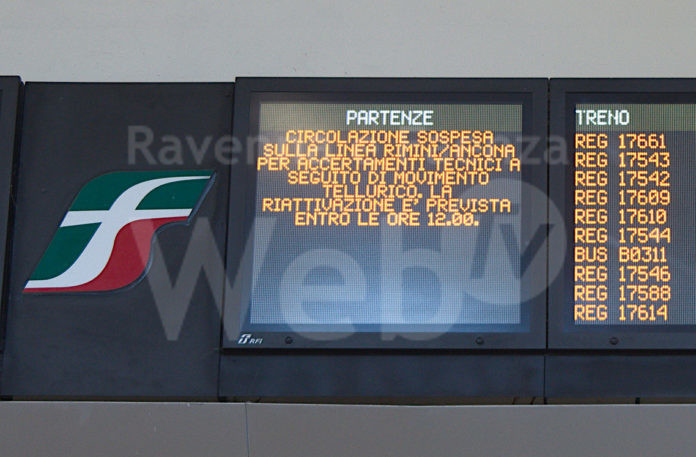 PARTENZE
CIRCOLAZIONE SOSPESA
SULLA LINEA RIMINI/ANCONA
PER ACCERTAMENTI TECNICI A
SEGUITO DI MOVIMENTO
TELLURICO. LA
RIATTIVAZIONE E' PREVISTA
ENTRO LE ORE 12.00.
RFI
TRENO
REG 17661
REG 17543
REG 17542
REG 17609
REG 17610
REG 17544
BUS B0311
REG 17546
REG 17588
REG 17614
Web